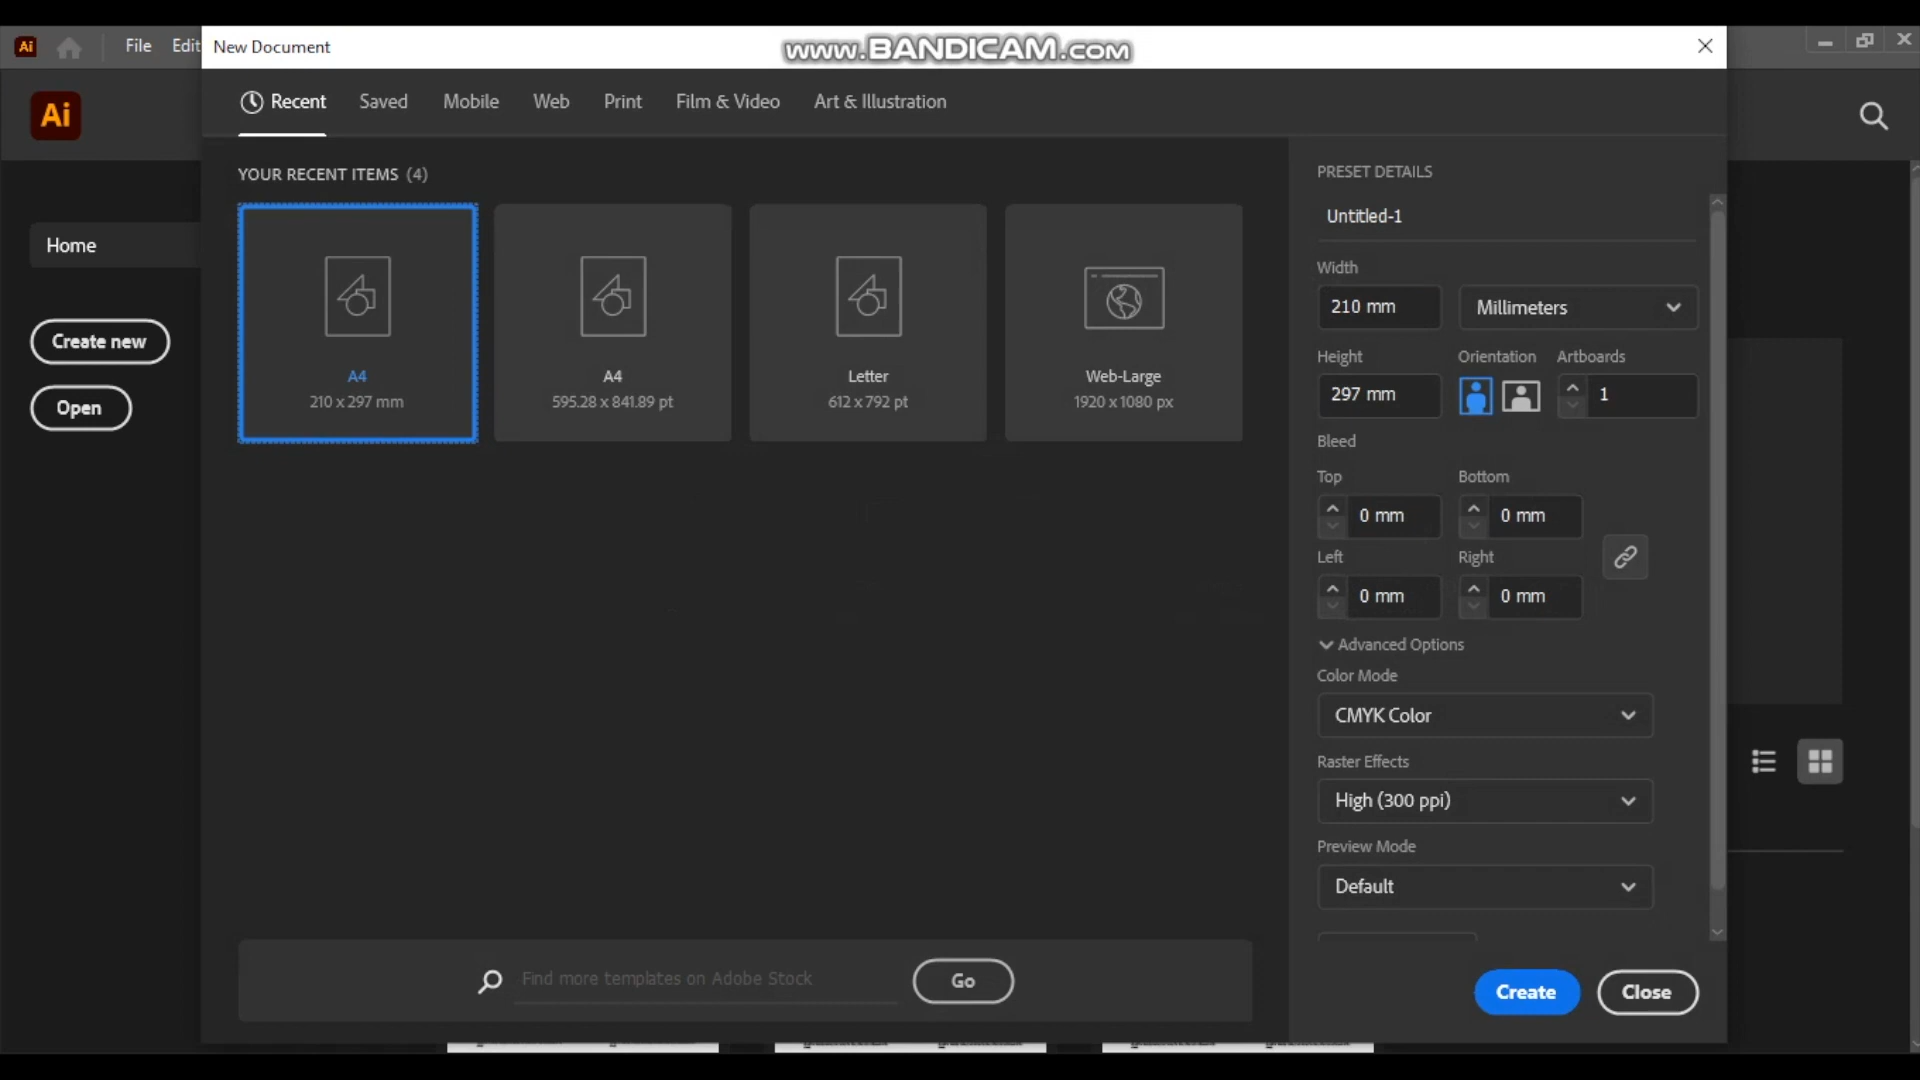 Ai
File Edit
New Document
www.BANDICAM.com
Ai
Recent Saved Mobile Web Print Film & Video Art & Illustration
YOUR RECENT ITEMS (4)
PRESET DETAILS
Untitled-1
Home
Width
210 mm Millimeters
Create new
Height Orientation Artboards
A4 A4 Letter Web-Large
297 mm 1
210 x 297 mm 595.28 x 841.89 pt 612 x 792 pt 1920 x 1080 px
Open
Bleed
Top Bottom
0 mm 0 mm
Left Right
0 mm 0 mm
Advanced Options
Color Mode
CMYK Color
Raster Effects
High (300 ppi)
Preview Mode
Default
Find more templates on Adobe Stock Go
Create Close